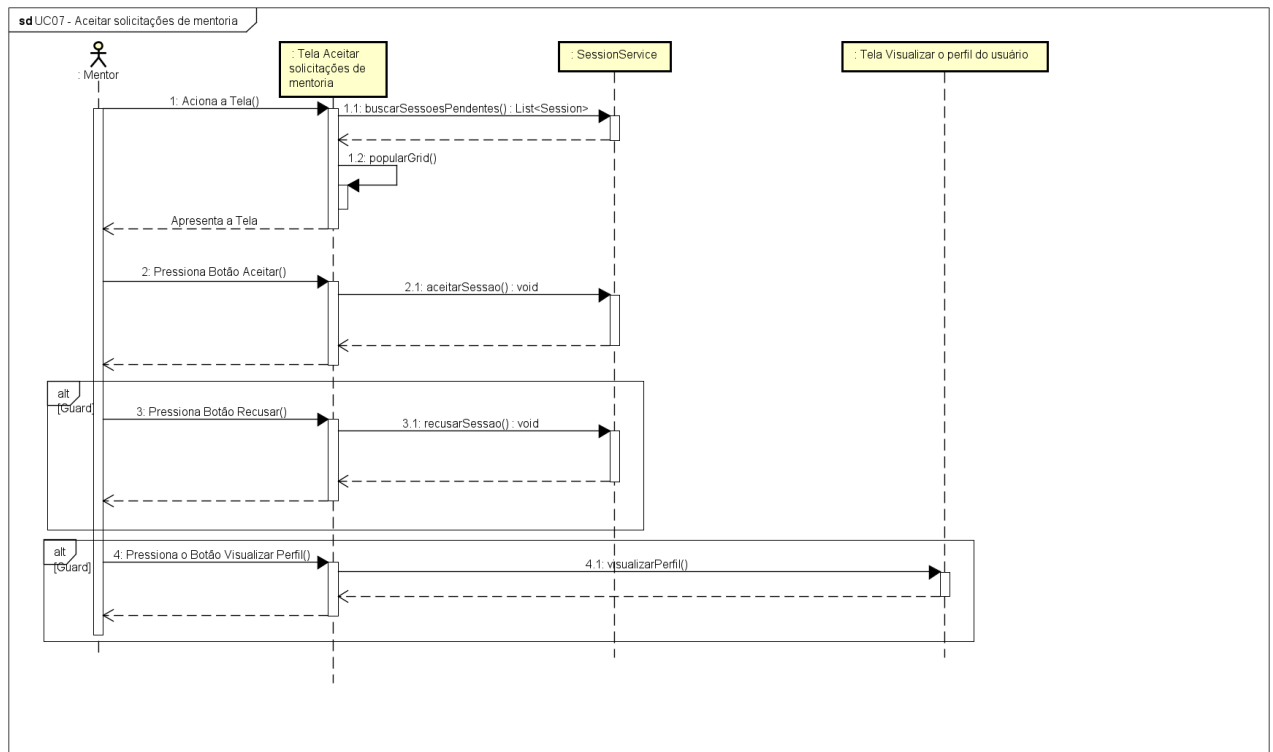 sd UC07 - Aceitar solicitações de mentoria
: Mentor
: Tela Aceitar
solicitações de
mentoria
: SessionService
: Tela Visualizar o perfil do usuário
1: Aciona a Tela()
1.1: buscarSessoesPendentes() : List<Session>
1.2: popularGrid()
Apresenta a Tela
2: Pressiona Botão Aceitar()
2.1: aceitarSessao() : void
alt
[Guard]
3: Pressiona Botão Recusar()
3.1: recusarSessao() : void
alt
[Guard]
4: Pressiona o Botão Visualizar Perfil()
4.1: visualizarPerfil()